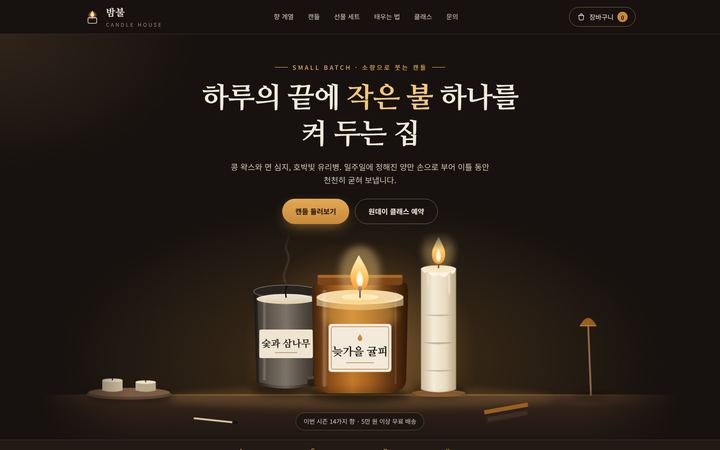 밤불
CANDLE HOUSE
향 계열
캔들
선물 세트
태우는 법
클래스
문의
장바구니
0
SMALL BATCH · 소량으로 붓는 캔들
하루의 끝에 작은 불 하나를
켜 두는 집
콩 왁스와 면 심지, 호박빛 유리병. 일주일에 정해진 양만 손으로 부어 이틀 동안
천천히 굳혀 보냅니다.
캔들 둘러보기
원데이 클래스 예약
숯과 삼나무
늦가을 귤피
이번 시즌 14가지 향 · 5만 원 이상 무료 배송